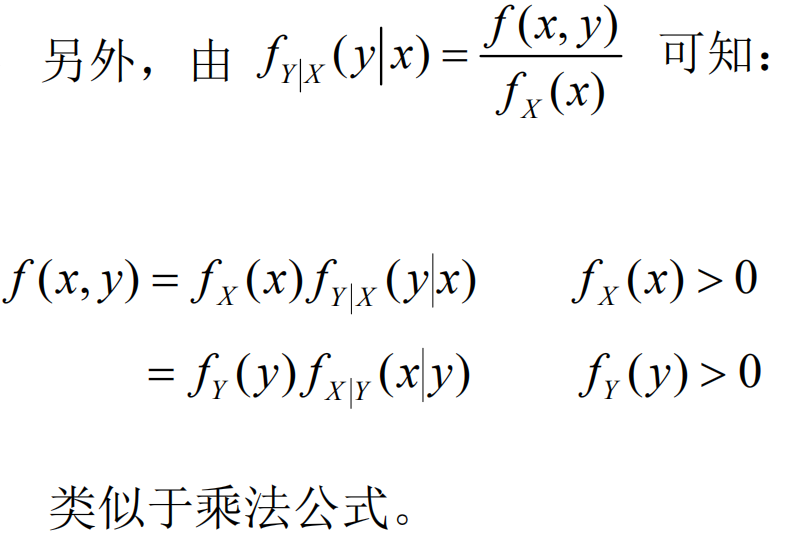 另外，由 f_{Y|X}(y|x) = \frac{f(x, y)}{f_X(x)} 可知：
f(x, y) = f_X(x) f_{Y|X}(y|x)    f_X(x) > 0
= f_Y(y) f_{X|Y}(x|y)    f_Y(y) > 0
类似于乘法公式。